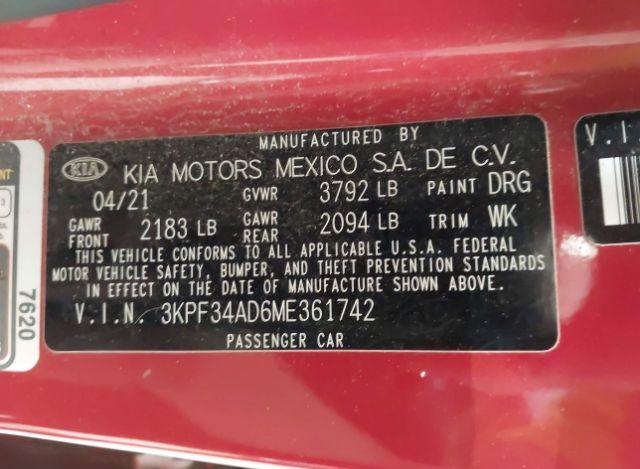 MANUFACTURED BY
KIA KIA MOTORS MEXICO S.A. DE C.V.
04/21 GVWR 3792 LB PAINT DRG
GAWR FRONT 2183 LB GAWR REAR 2094 LB TRIM WK
THIS VEHICLE CONFORMS TO ALL APPLICABLE U.S.A. FEDERAL
MOTOR VEHICLE SAFETY, BUMPER, AND THEFT PREVENTION STANDARDS
IN EFFECT ON THE DATE OF MANUFACTURE SHOWN ABOVE.
V.I.N. 3KPF34AD6ME361742
PASSENGER CAR
7620
V.I